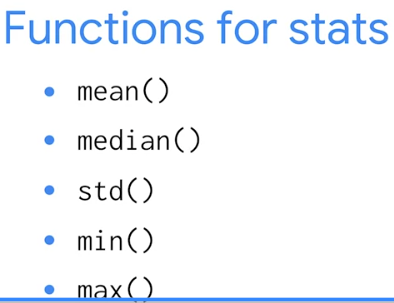 Functions for stats
mean()
median()
std()
min()
max()